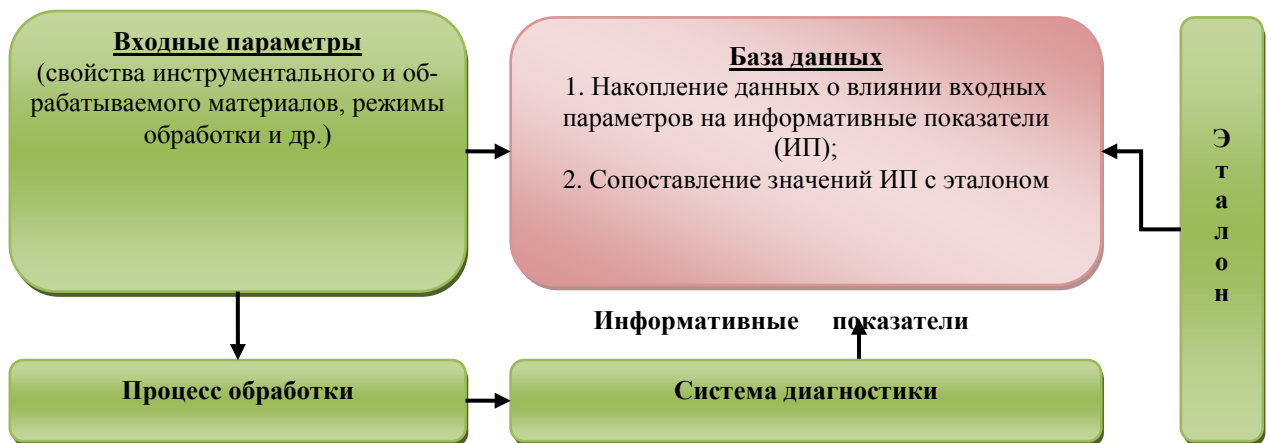 Входные параметры
(свойства инструментального и об-
рабатываемого материалов, режимы
обработки и др.)
База данных
1. Накопление данных о влиянии входных
параметров на информативные показатели
(ИП);
2. Сопоставление значений ИП с эталоном
Э
т
а
л
о
н
Информативные показатели
Процесс обработки
Система диагностики